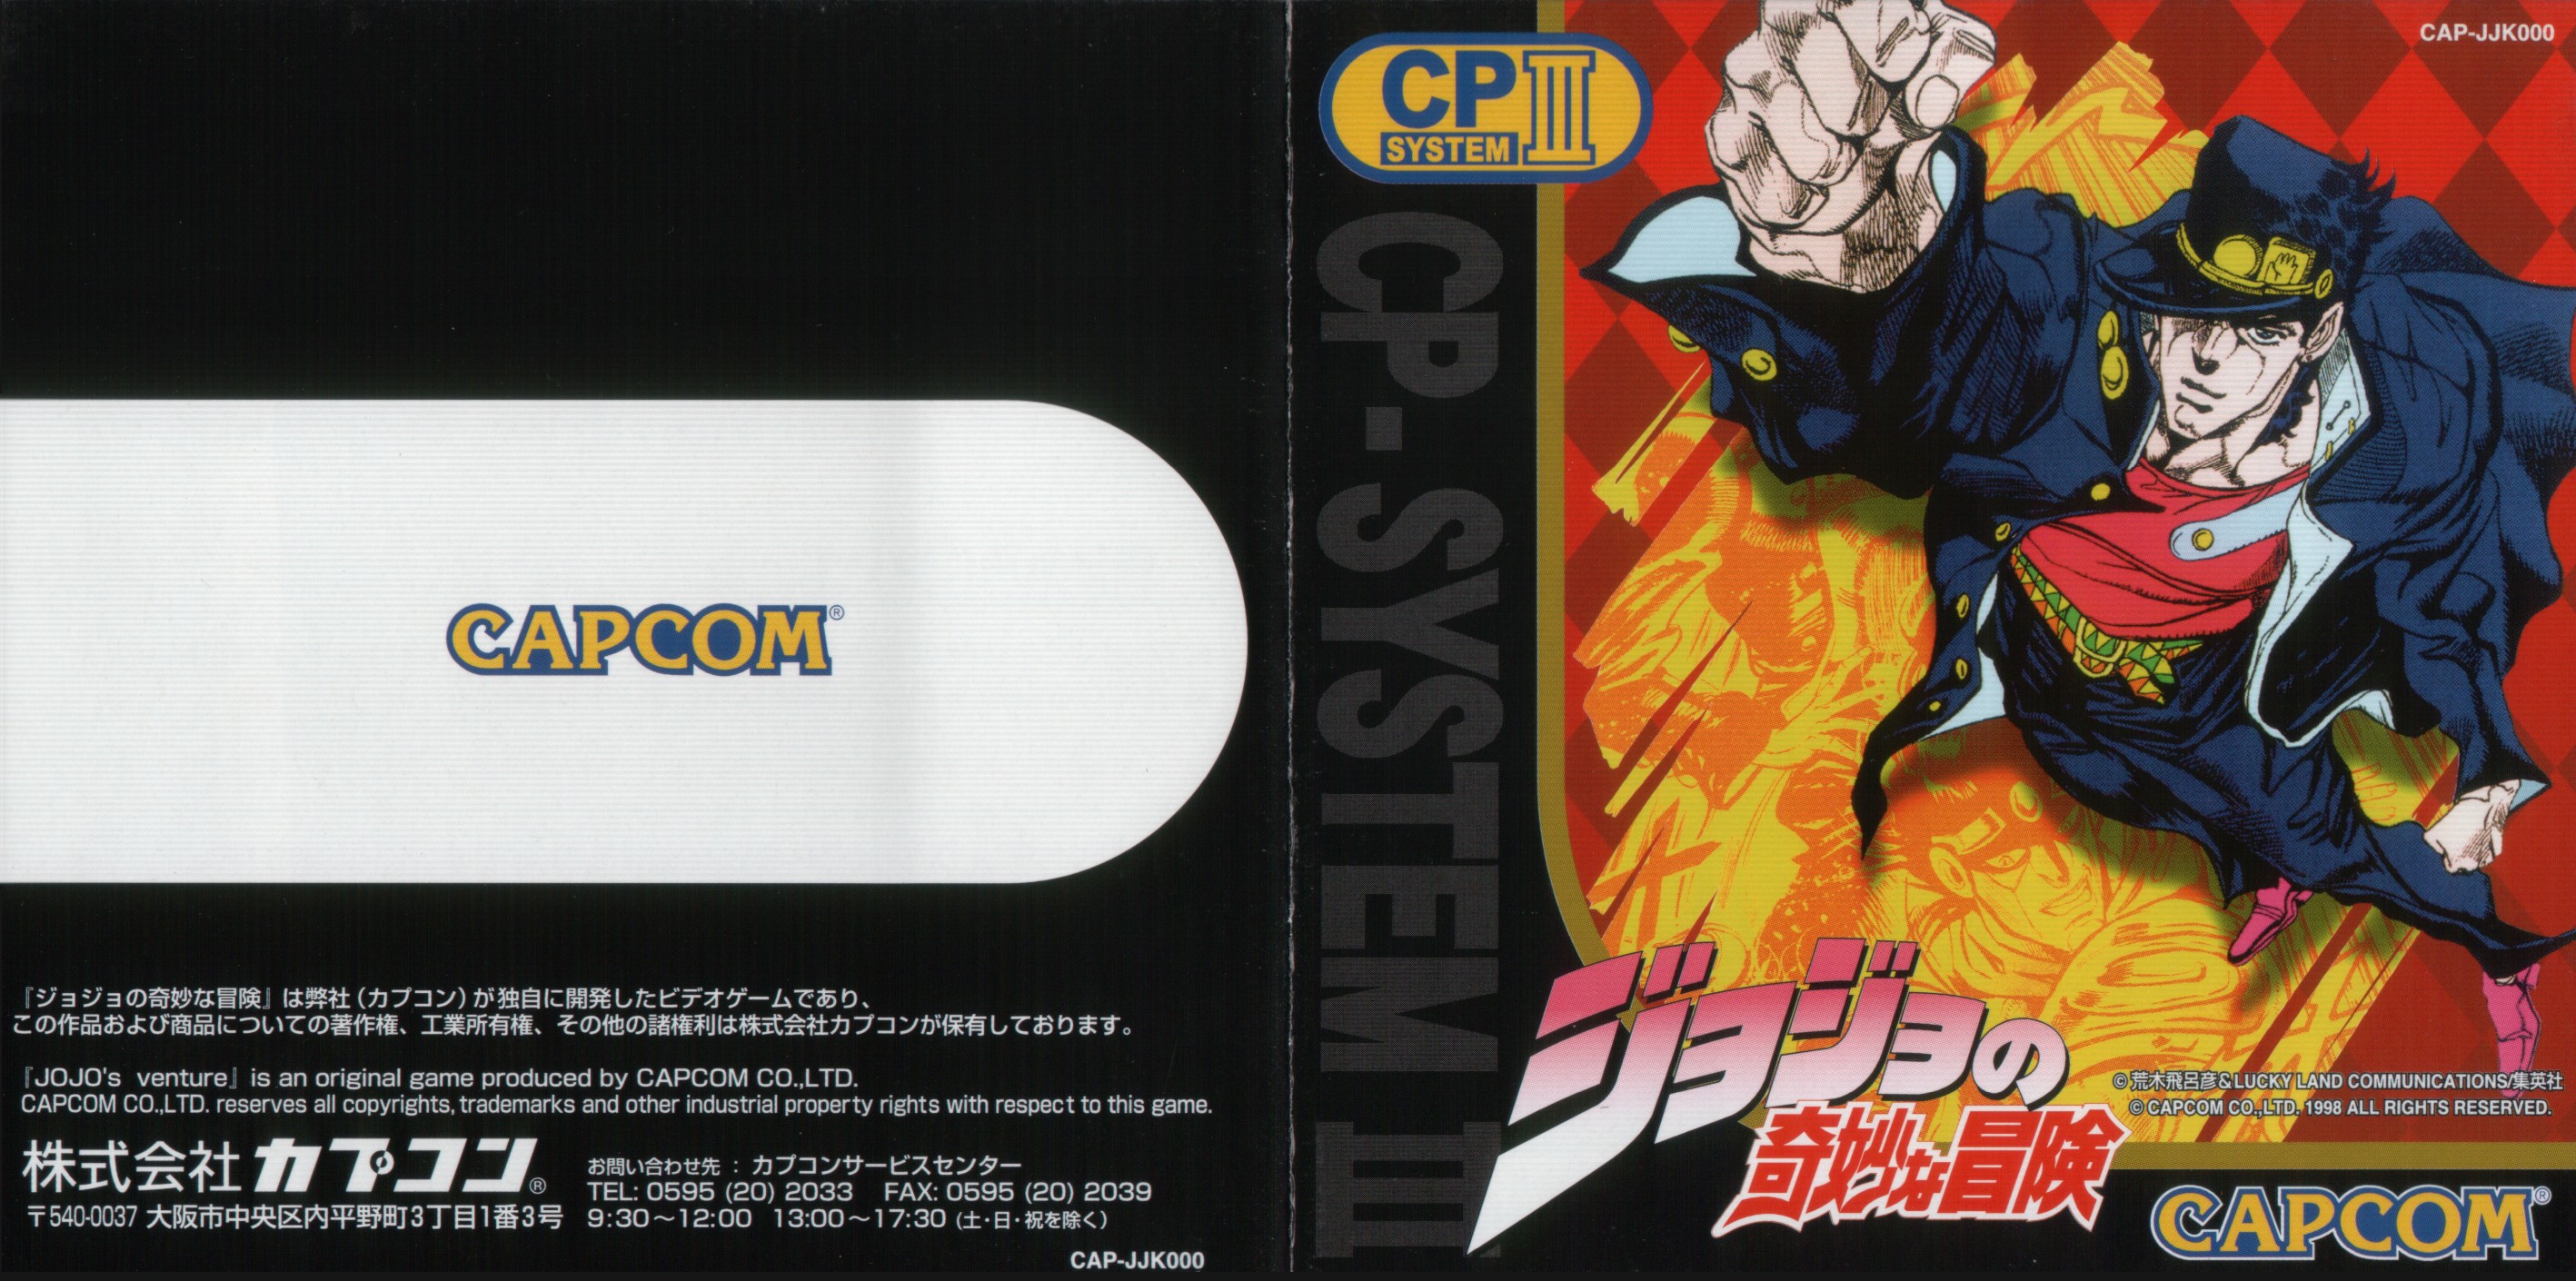 CAPCOM®
『ジョジョの奇妙な冒険』は弊社(カプコン)が独自に開発したビデオゲームであり、
この作品および商品についての著作権、工業所有権、その他の諸権利は株式会社カプコンが保有しております。
『JOJO's venture』is an original game produced by CAPCOM CO.,LTD.
CAPCOM CO.,LTD. reserves all copyrights, trademarks and other industrial property rights with respect to this game.
株式会社カプコン®
〒540-0037 大阪市中央区内平野町3丁目1番3号
お問い合わせ先 : カプコンサービスセンター
TEL: 0595 (20) 2033 FAX: 0595 (20) 2039
9:30〜12:00 13:00〜17:30 (土・日・祝を除く)
CAP-JJK000
CAP-JJK000
CP III
SYSTEM
CP-SYSTEM III
ジョジョの
奇妙な冒険
©荒木飛呂彦&LUCKY LAND COMMUNICATIONS/集英社
© CAPCOM CO.,LTD. 1998 ALL RIGHTS RESERVED.
CAPCOM®